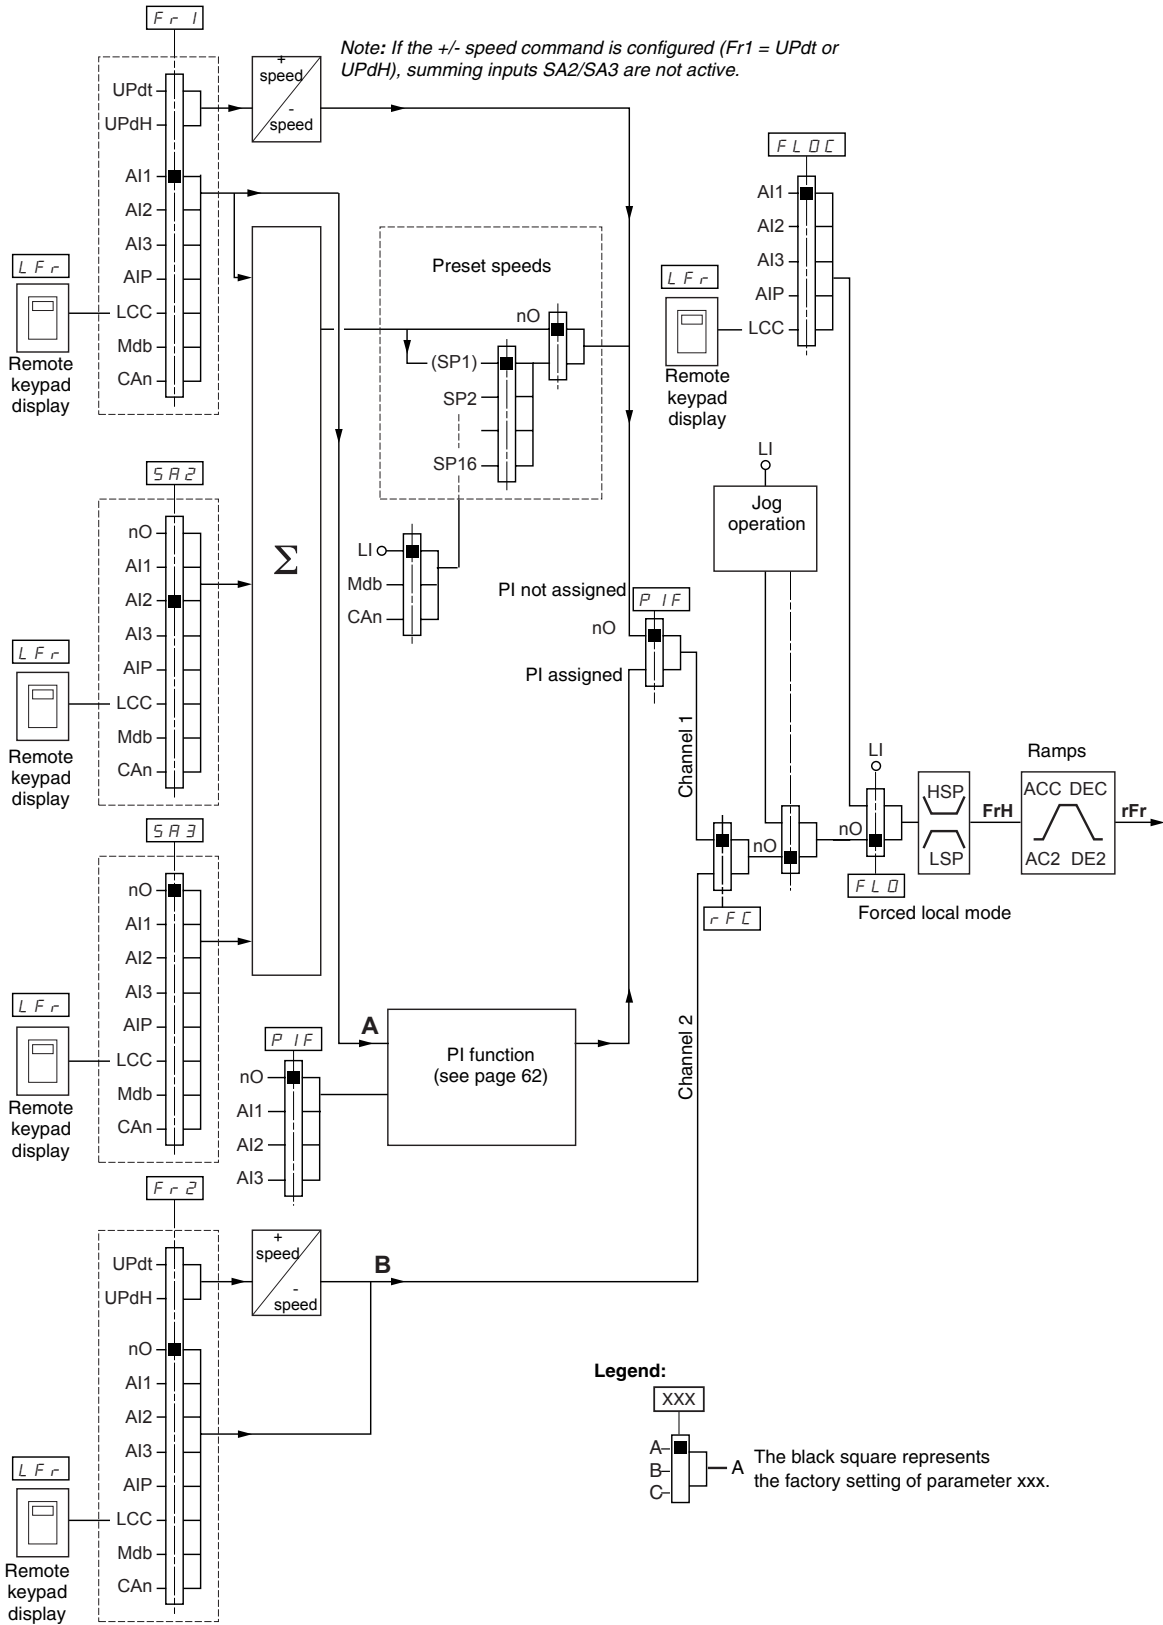 Fr1
Note: If the +/- speed command is configured (Fr1 = UPdt or
UPdH), summing inputs SA2/SA3 are not active.
+
speed
-
speed
UPdt
UPdH
AI1
AI2
AI3
AIP
LCC
Mdb
CAn
LFr
Remote
keypad
display
Preset speeds
nO
(SP1)
SP2
SP16
LI
Mdb
CAn
FLOC
AI1
AI2
AI3
AIP
LCC
LFr
Remote
keypad
display
SA2
nO
AI1
AI2
AI3
AIP
LCC
Mdb
CAn
LFr
Remote
keypad
display
Σ
LI
Jog
operation
PI not assigned
PIF
nO
PI assigned
Channel 1
rFC
nO
LI
nO
FLO
Forced local mode
HSP
LSP
FrH
Ramps
ACC DEC
AC2 DE2
rFr
SA3
nO
AI1
AI2
AI3
AIP
LCC
Mdb
CAn
LFr
Remote
keypad
display
A
PI function
(see page 62)
PIF
nO
AI1
AI2
AI3
Channel 2
Fr2
UPdt
UPdH
nO
AI1
AI2
AI3
AIP
LCC
Mdb
CAn
+
speed
-
speed
B
LFr
Remote
keypad
display
Legend:
XXX
A
B
C
A
The black square represents
the factory setting of parameter xxx.